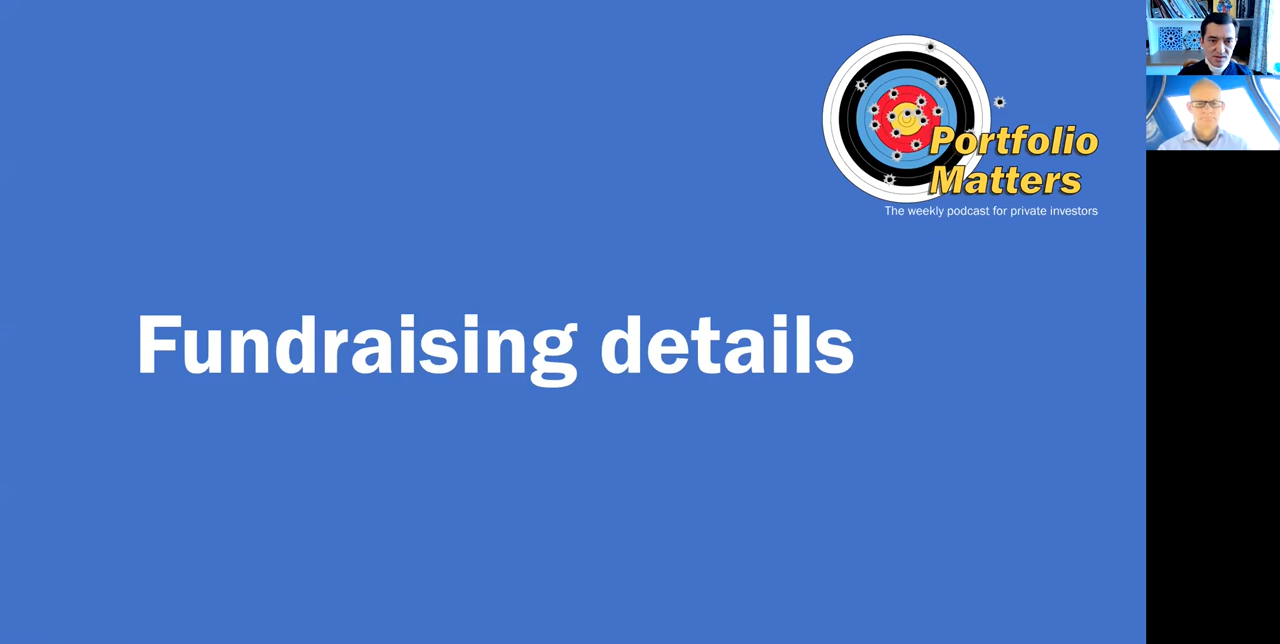 Portfolio
Matters
The weekly podcast for private investors
Fundraising details